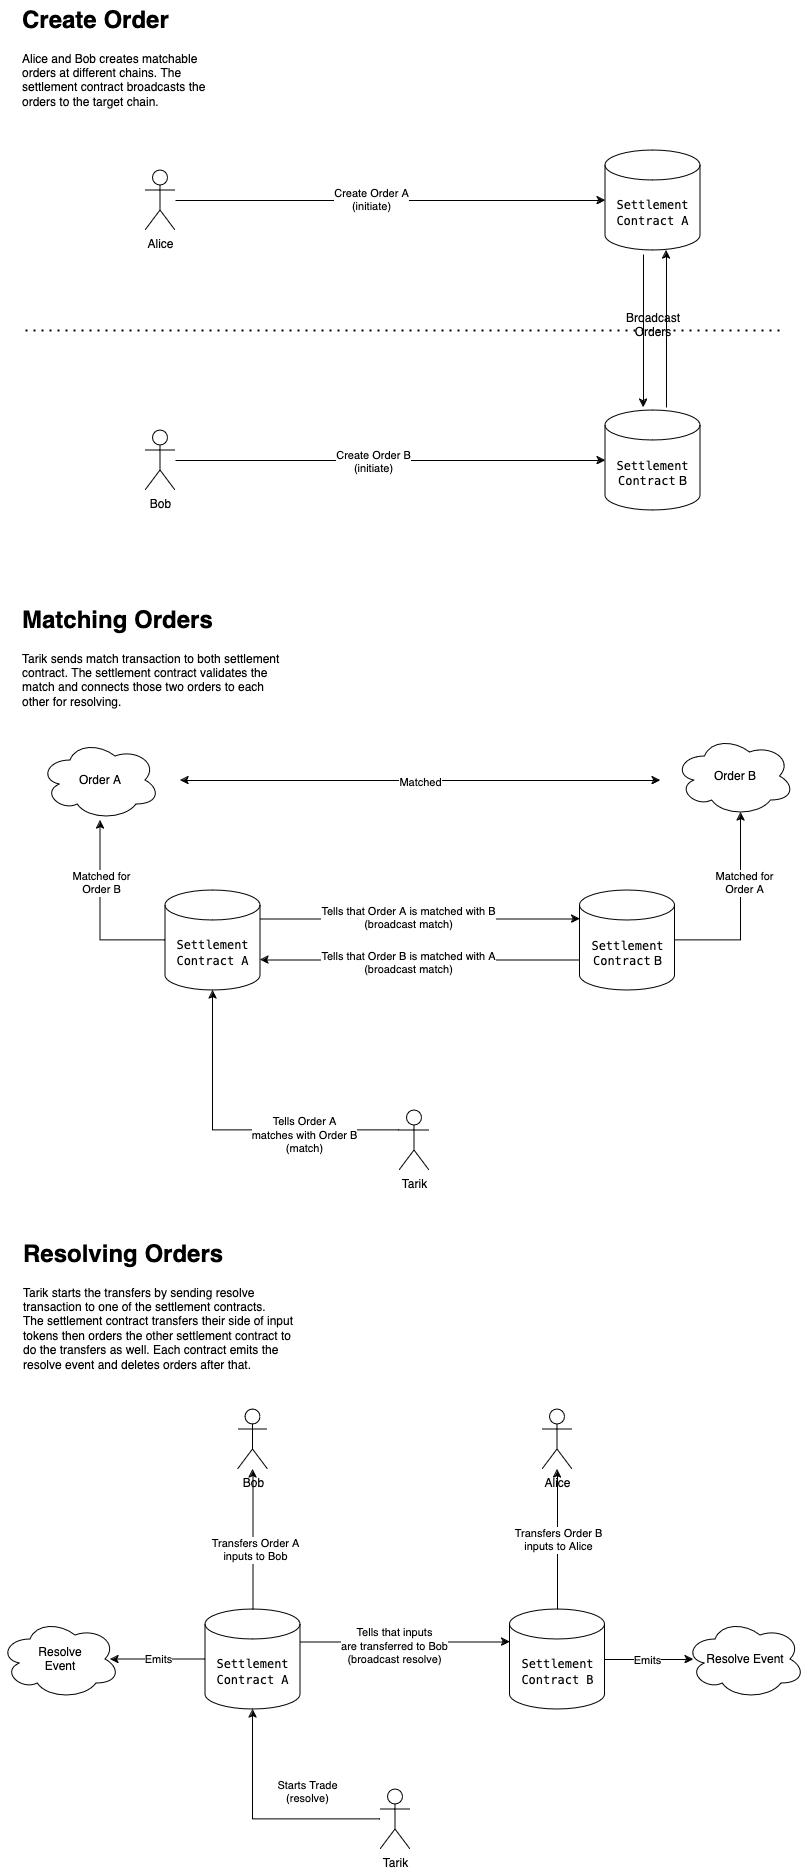 Create Order
Alice and Bob creates matchable
orders at different chains. The
settlement contract broadcasts the
orders to the target chain.
Create Order A
(initiate)
Settlement
Contract A
Alice
Broadcast
Orders
Create Order B
(initiate)
Settlement
Contract B
Bob
Matching Orders
Tarik sends match transaction to both settlement
contract. The settlement contract validates the
match and connects those two orders to each
other for resolving.
Order A
Matched
Order B
Matched for
Order B
Matched for
Order A
Tells that Order A is matched with B
(broadcast match)
Settlement
Contract A
Tells that Order B is matched with A
(broadcast match)
Settlement
Contract B
Tells Order A
matches with Order B
(match)
Tarik
Resolving Orders
Tarik starts the transfers by sending resolve
transaction to one of the settlement contracts.
The settlement contract transfers their side of input
tokens then orders the other settlement contract to
do the transfers as well. Each contract emits the
resolve event and deletes orders after that.
Bob
Alice
Transfers Order A
inputs to Bob
Transfers Order B
inputs to Alice
Resolve
Event
Emits
Settlement
Contract A
Tells that inputs
are transferred to Bob
(broadcast resolve)
Settlement
Contract B
Emits
Resolve Event
Starts Trade
(resolve)
Tarik